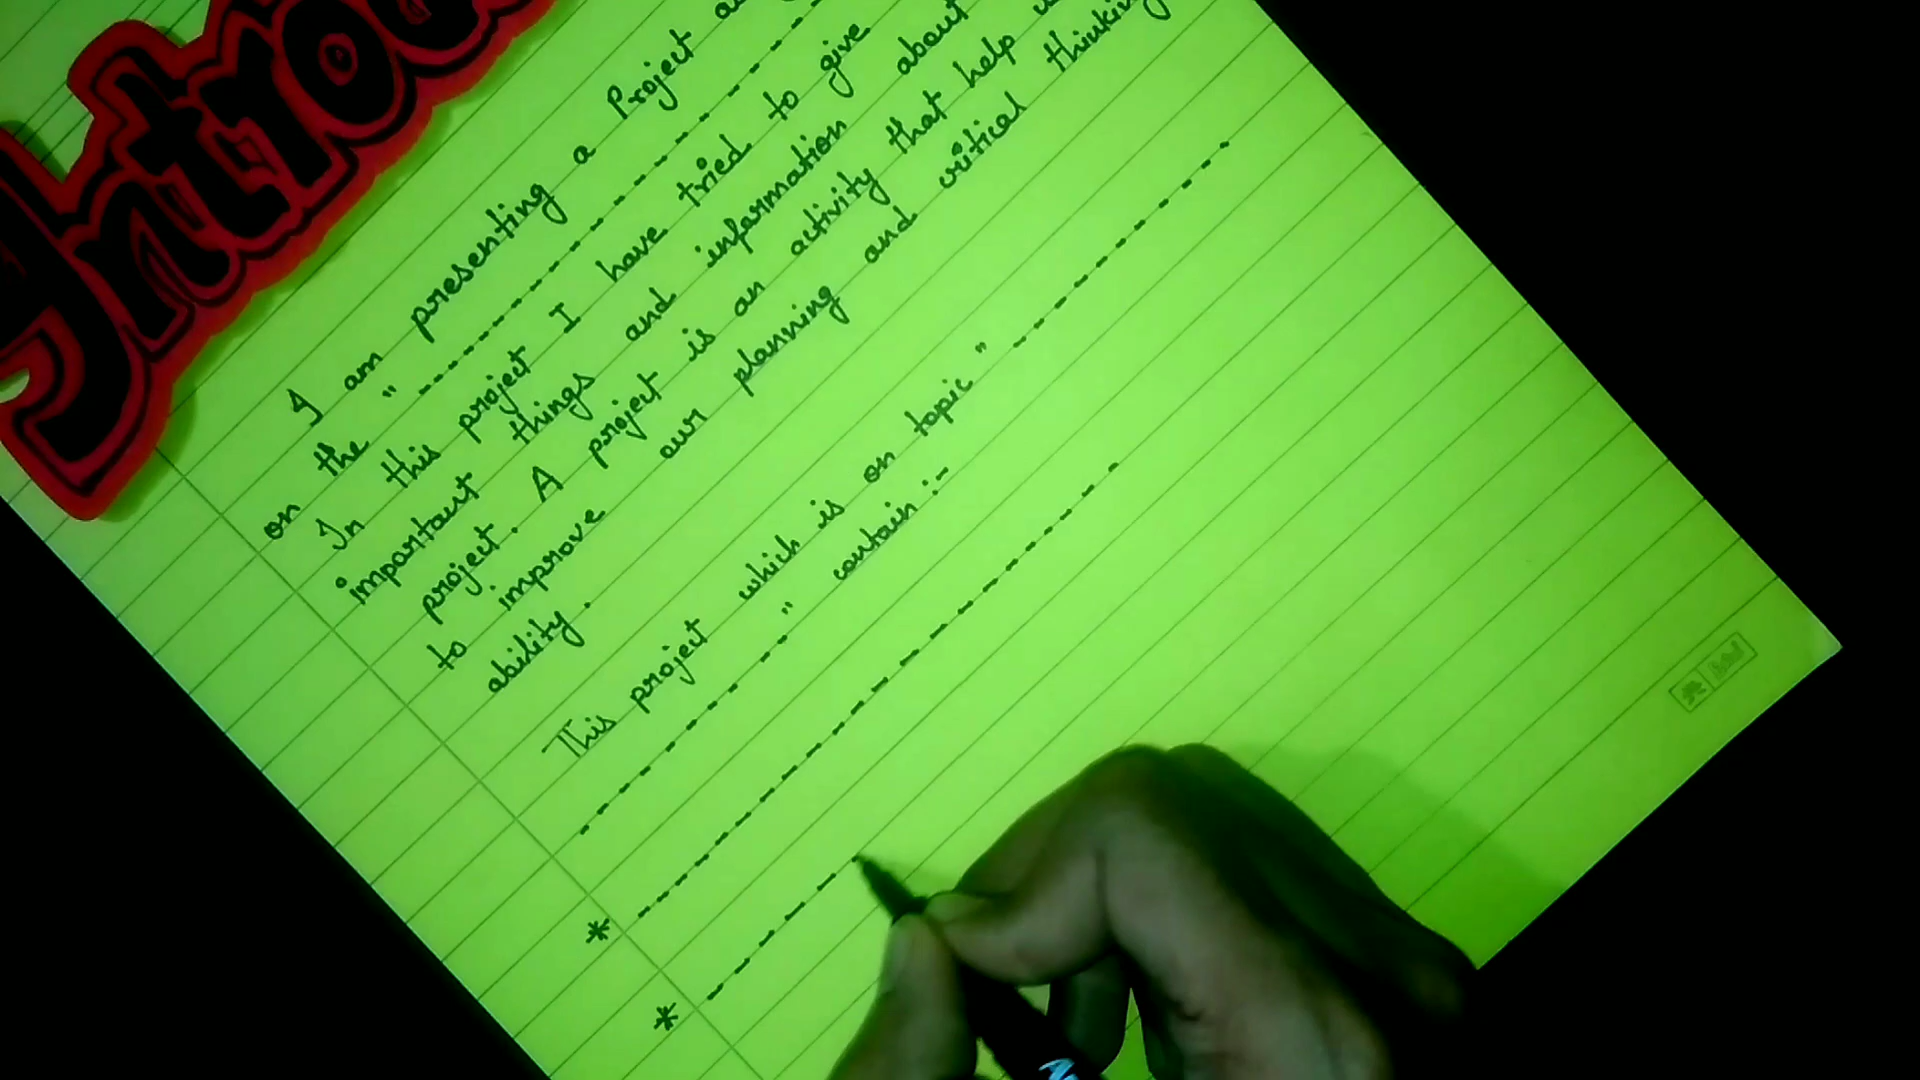 Introd
I am presenting a Project
on the " ---------------
In this project I have tried to give
important things and information about
project. A project is an activity that help
to improve our planning and critical thinking
ability.
This project which is on topic" ---------
--------- " contain :-
* ------------------
* ------